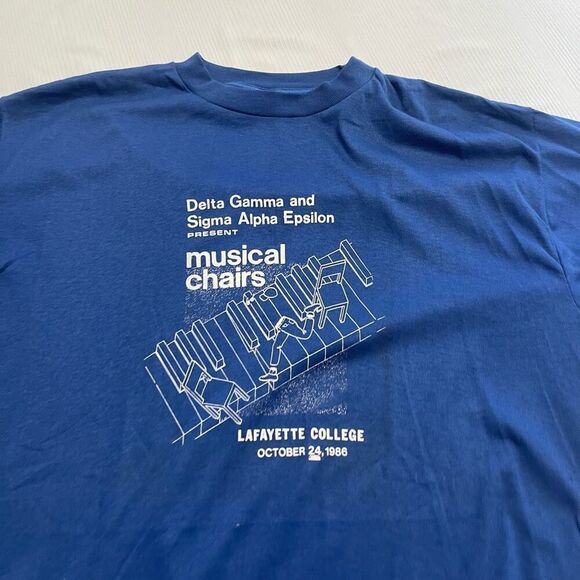 Delta Gamma and
Sigma Alpha Epsilon
PRESENT
musical
chairs
LAFAYETTE COLLEGE
OCTOBER 24, 1986